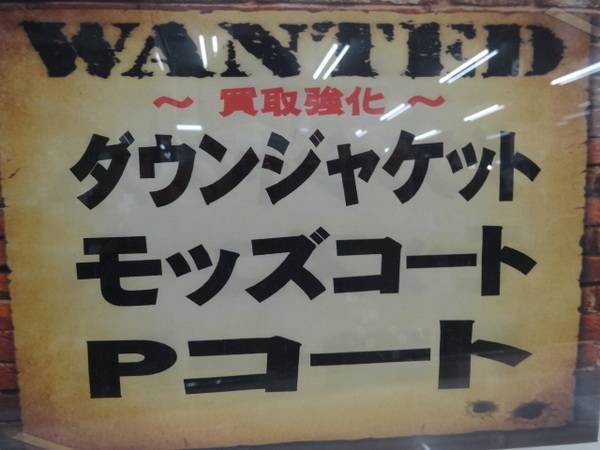 WANTED
～ 買取強化 ～
ダウンジャケット
モッズコート
Pコート